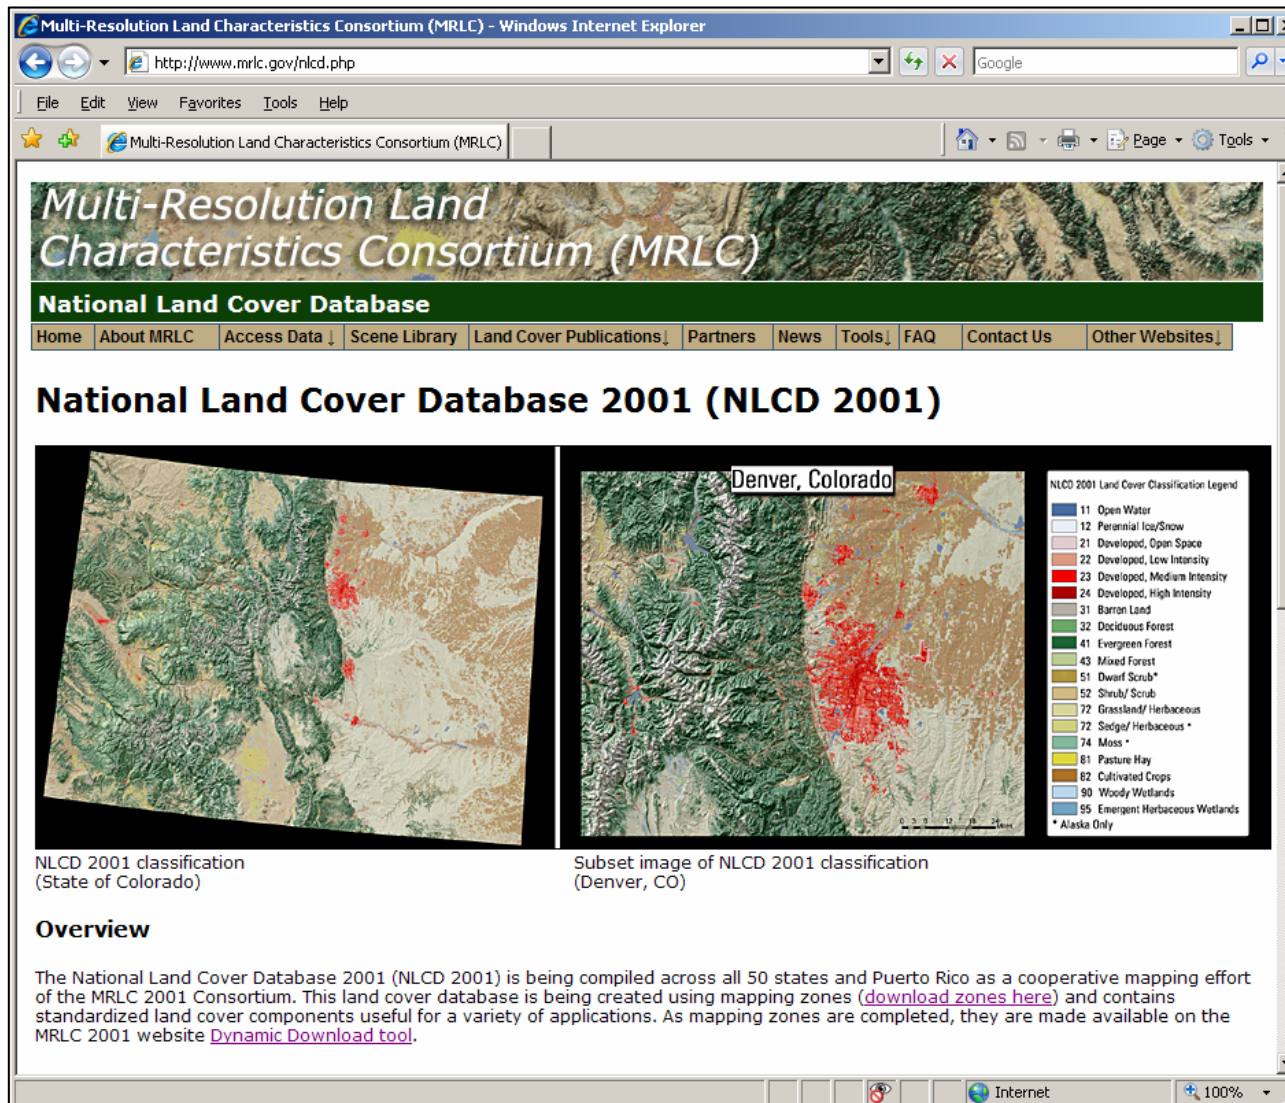 Multi-Resolution Land Characteristics Consortium (MRLC) - Windows Internet Explorer
http://www.mrlc.gov/nlcd.php
Google
File Edit View Favorites Tools Help
Multi-Resolution Land Characteristics Consortium (MRLC)
Page Tools
Multi-Resolution Land
Characteristics Consortium (MRLC)
National Land Cover Database
Home About MRLC Access Data↓ Scene Library Land Cover Publications↓ Partners News Tools↓ FAQ Contact Us Other Websites↓
National Land Cover Database 2001 (NLCD 2001)
Denver, Colorado
NLCD 2001 Land Cover Classification Legend
11 Open Water
12 Perennial Ice/Snow
21 Developed, Open Space
22 Developed, Low Intensity
23 Developed, Medium Intensity
24 Developed, High Intensity
31 Barren Land
32 Deciduous Forest
41 Evergreen Forest
43 Mixed Forest
51 Dwarf Scrub*
52 Shrub/ Scrub
72 Grassland/ Herbaceous
72 Sedge/ Herbaceous *
74 Moss *
81 Pasture Hay
82 Cultivated Crops
90 Woody Wetlands
95 Emergent Herbaceous Wetlands
* Alaska Only
NLCD 2001 classification
(State of Colorado)
Subset image of NLCD 2001 classification
(Denver, CO)
Overview
The National Land Cover Database 2001 (NLCD 2001) is being compiled across all 50 states and Puerto Rico as a cooperative mapping effort
of the MRLC 2001 Consortium. This land cover database is being created using mapping zones (download zones here) and contains
standardized land cover components useful for a variety of applications. As mapping zones are completed, they are made available on the
MRLC 2001 website Dynamic Download tool.
Internet 100%